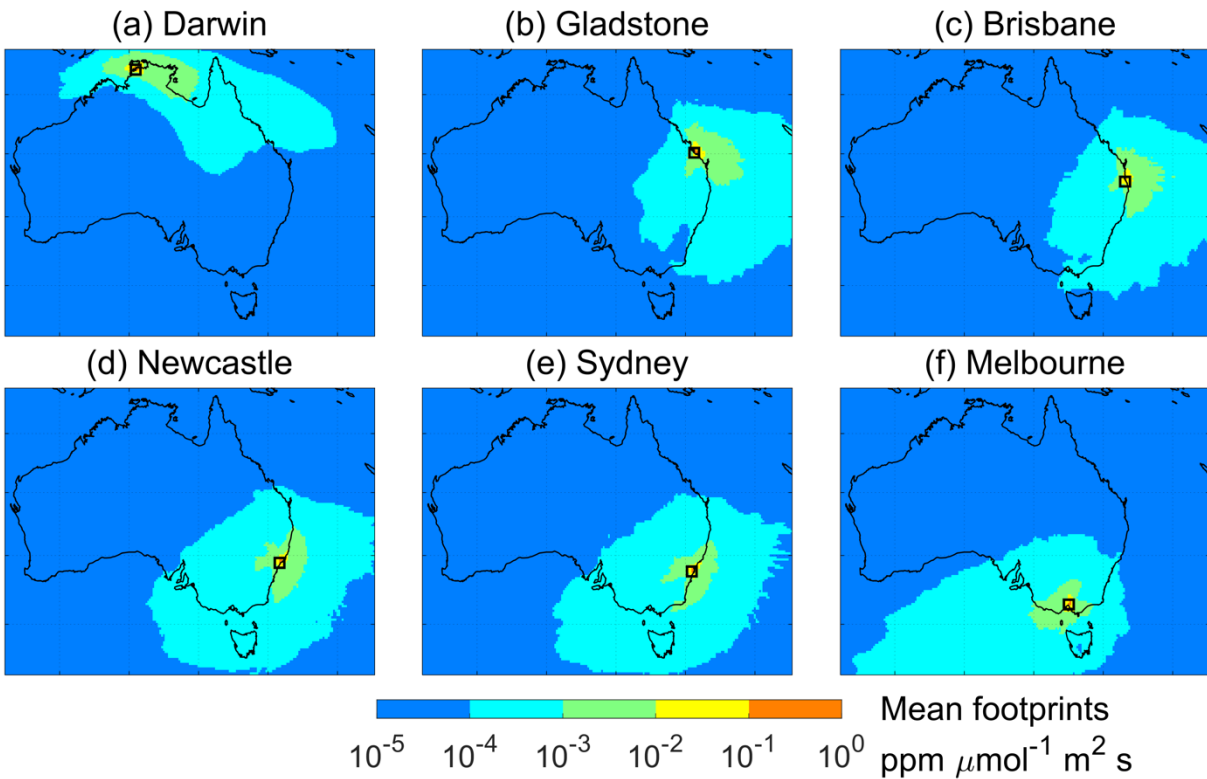 (a) Darwin
(b) Gladstone
(c) Brisbane
(d) Newcastle
(e) Sydney
(f) Melbourne
10⁻⁵ 10⁻⁴ 10⁻³ 10⁻² 10⁻¹ 10⁰
Mean footprints
ppm μmol⁻¹ m² s